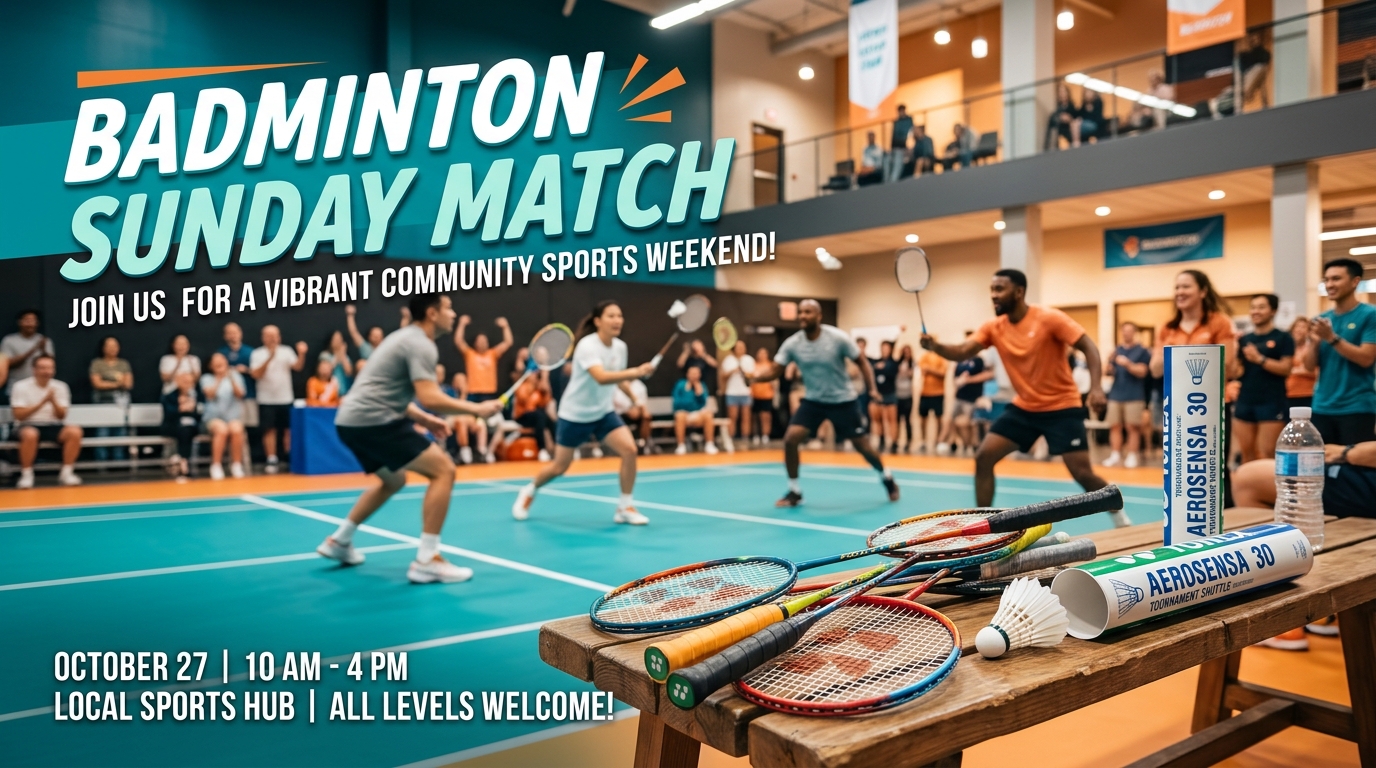 BADMINTON
SUNDAY MATCH
JOIN US FOR A VIBRANT COMMUNITY SPORTS WEEKEND!
BADMINTON
AEROSENSA 30
AEROSENSA 30
TOURNAMENT SHUTTLE
OCTOBER 27 | 10 AM - 4 PM
LOCAL SPORTS HUB | ALL LEVELS WELCOME!